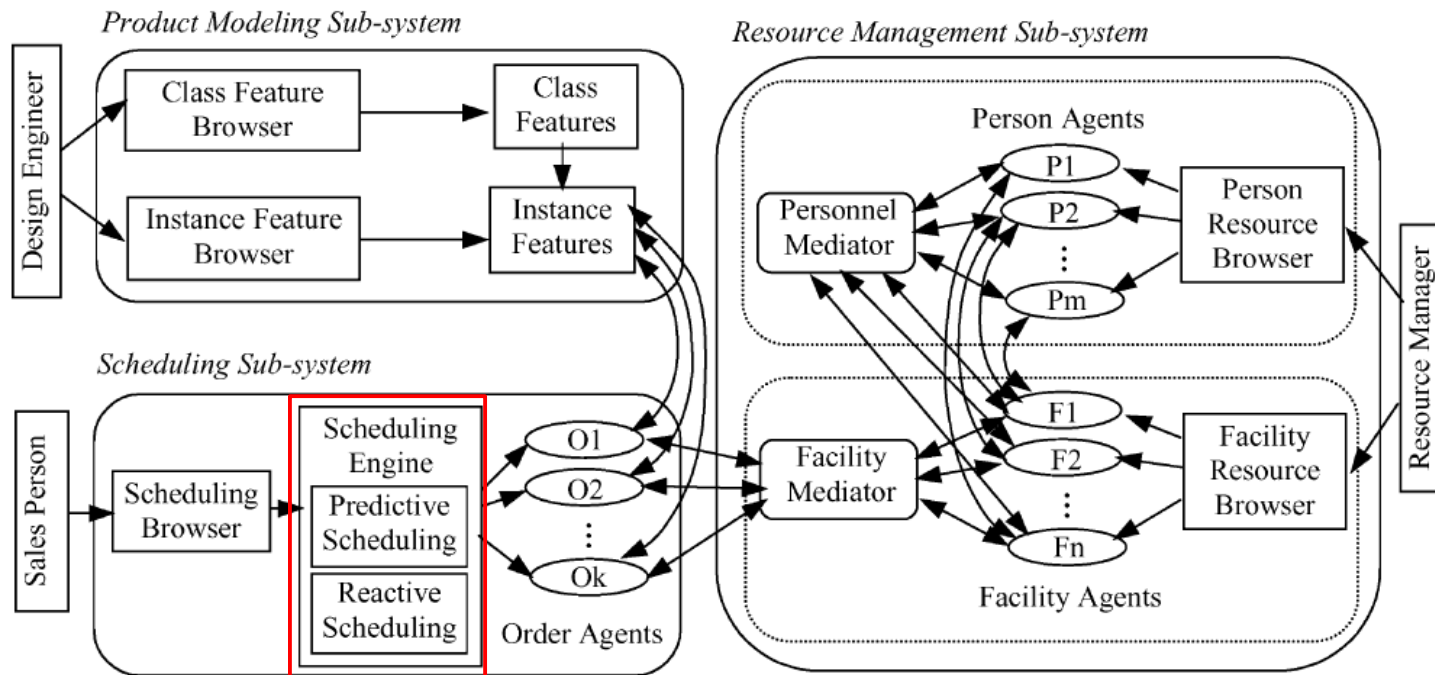 Product Modeling Sub-system
Resource Management Sub-system
Design Engineer
Class Feature
Browser
Class
Features
Instance Feature
Browser
Instance
Features
Person Agents
P1
P2
⋮
Pm
Personnel
Mediator
Person
Resource
Browser
Resource Manager
Scheduling Sub-system
Sales Person
Scheduling
Browser
Scheduling
Engine
Predictive
Scheduling
Reactive
Scheduling
O1
O2
⋮
Ok
Order Agents
Facility
Mediator
F1
F2
⋮
Fn
Facility Agents
Facility
Resource
Browser